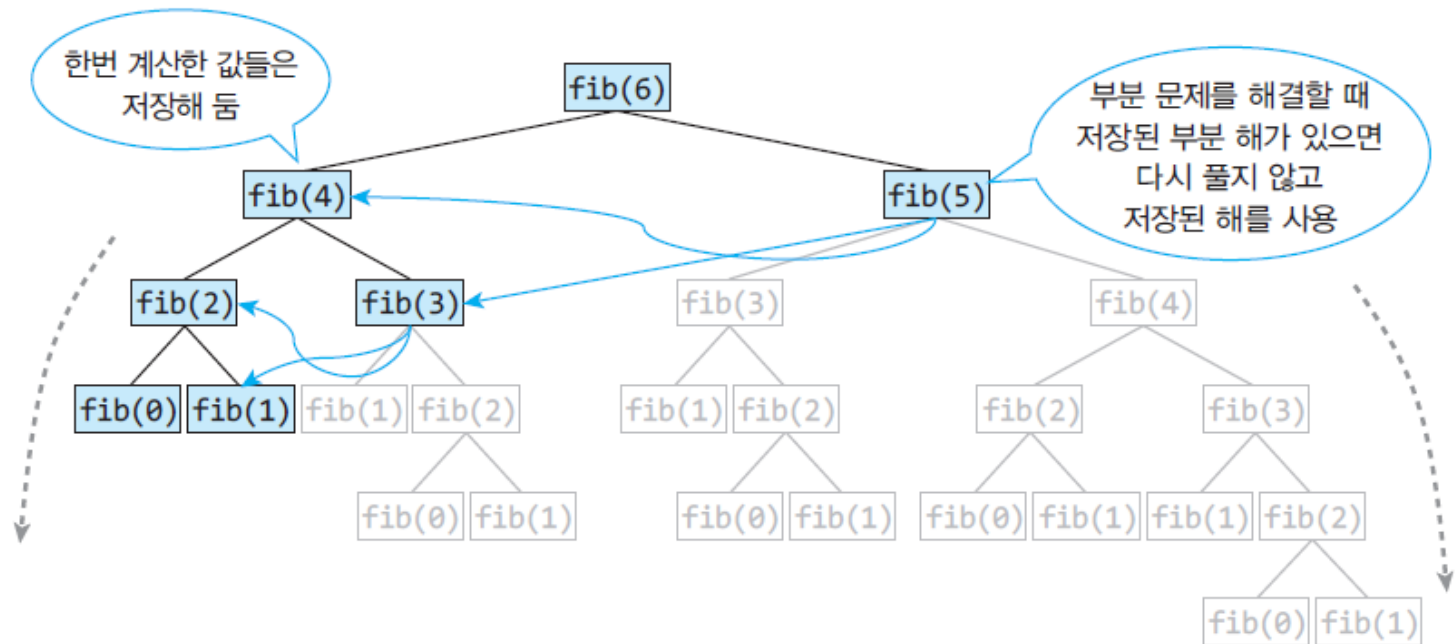 한번 계산한 값들은
저장해 둠
fib(6)
부분 문제를 해결할 때
저장된 부분 해가 있으면
다시 풀지 않고
저장된 해를 사용
fib(4) fib(5)
fib(2) fib(3) fib(3) fib(4)
fib(0) fib(1) fib(1) fib(2) fib(1) fib(2) fib(2) fib(3)
fib(0) fib(1) fib(0) fib(1) fib(0) fib(1) fib(1) fib(2)
fib(0) fib(1)